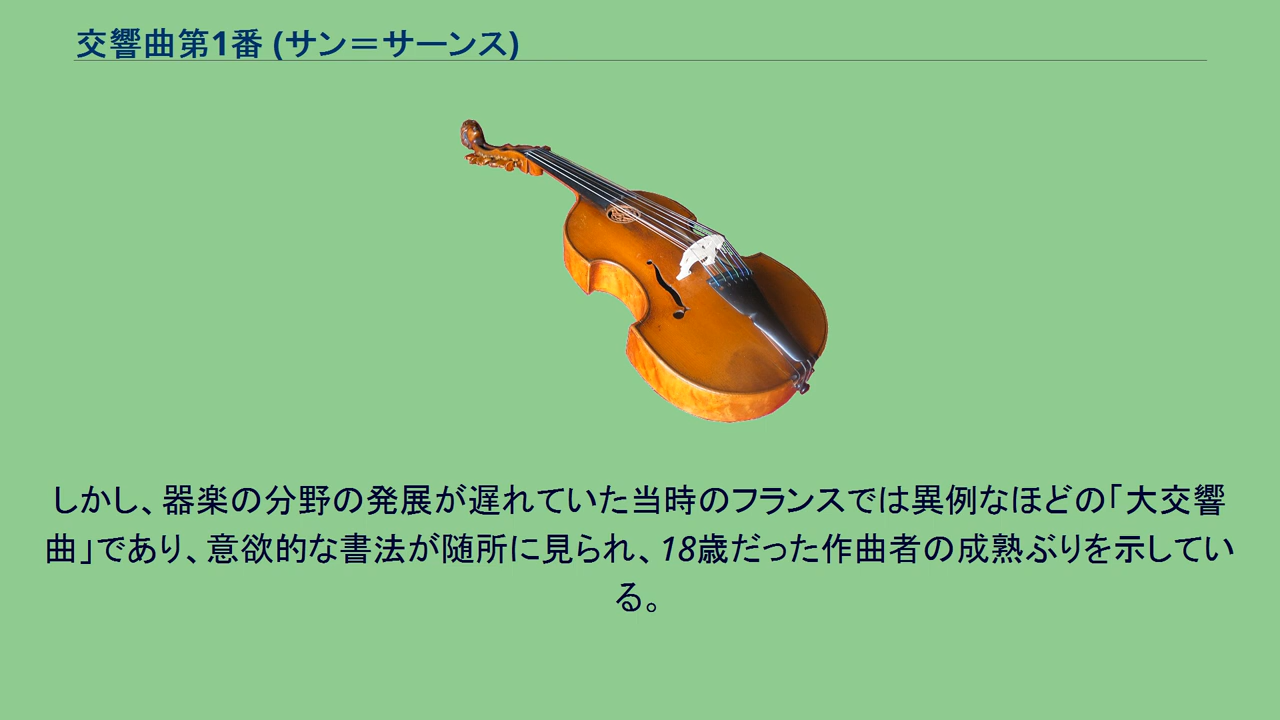 交響曲第1番 (サン＝サーンス)
しかし、器楽の分野の発展が遅れていた当時のフランスでは異例なほどの「大交響
曲」であり、意欲的な書法が随所に見られ、18歳だった作曲者の成熟ぶりを示してい
る。